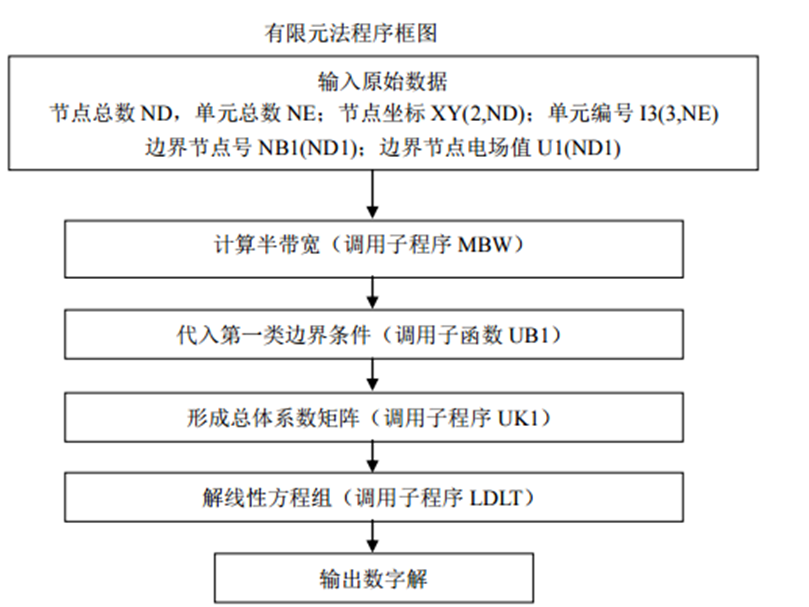 有限元法程序框图
输入原始数据
节点总数 ND，单元总数 NE；节点坐标 XY(2,ND)；单元编号 I3(3,NE)
边界节点号 NB1(ND1)；边界节点电场值 U1(ND1)
计算半带宽（调用子程序 MBW）
代入第一类边界条件（调用子函数 UB1）
形成总体系数矩阵（调用子程序 UK1）
解线性方程组（调用子程序 LDLT）
输出数字解